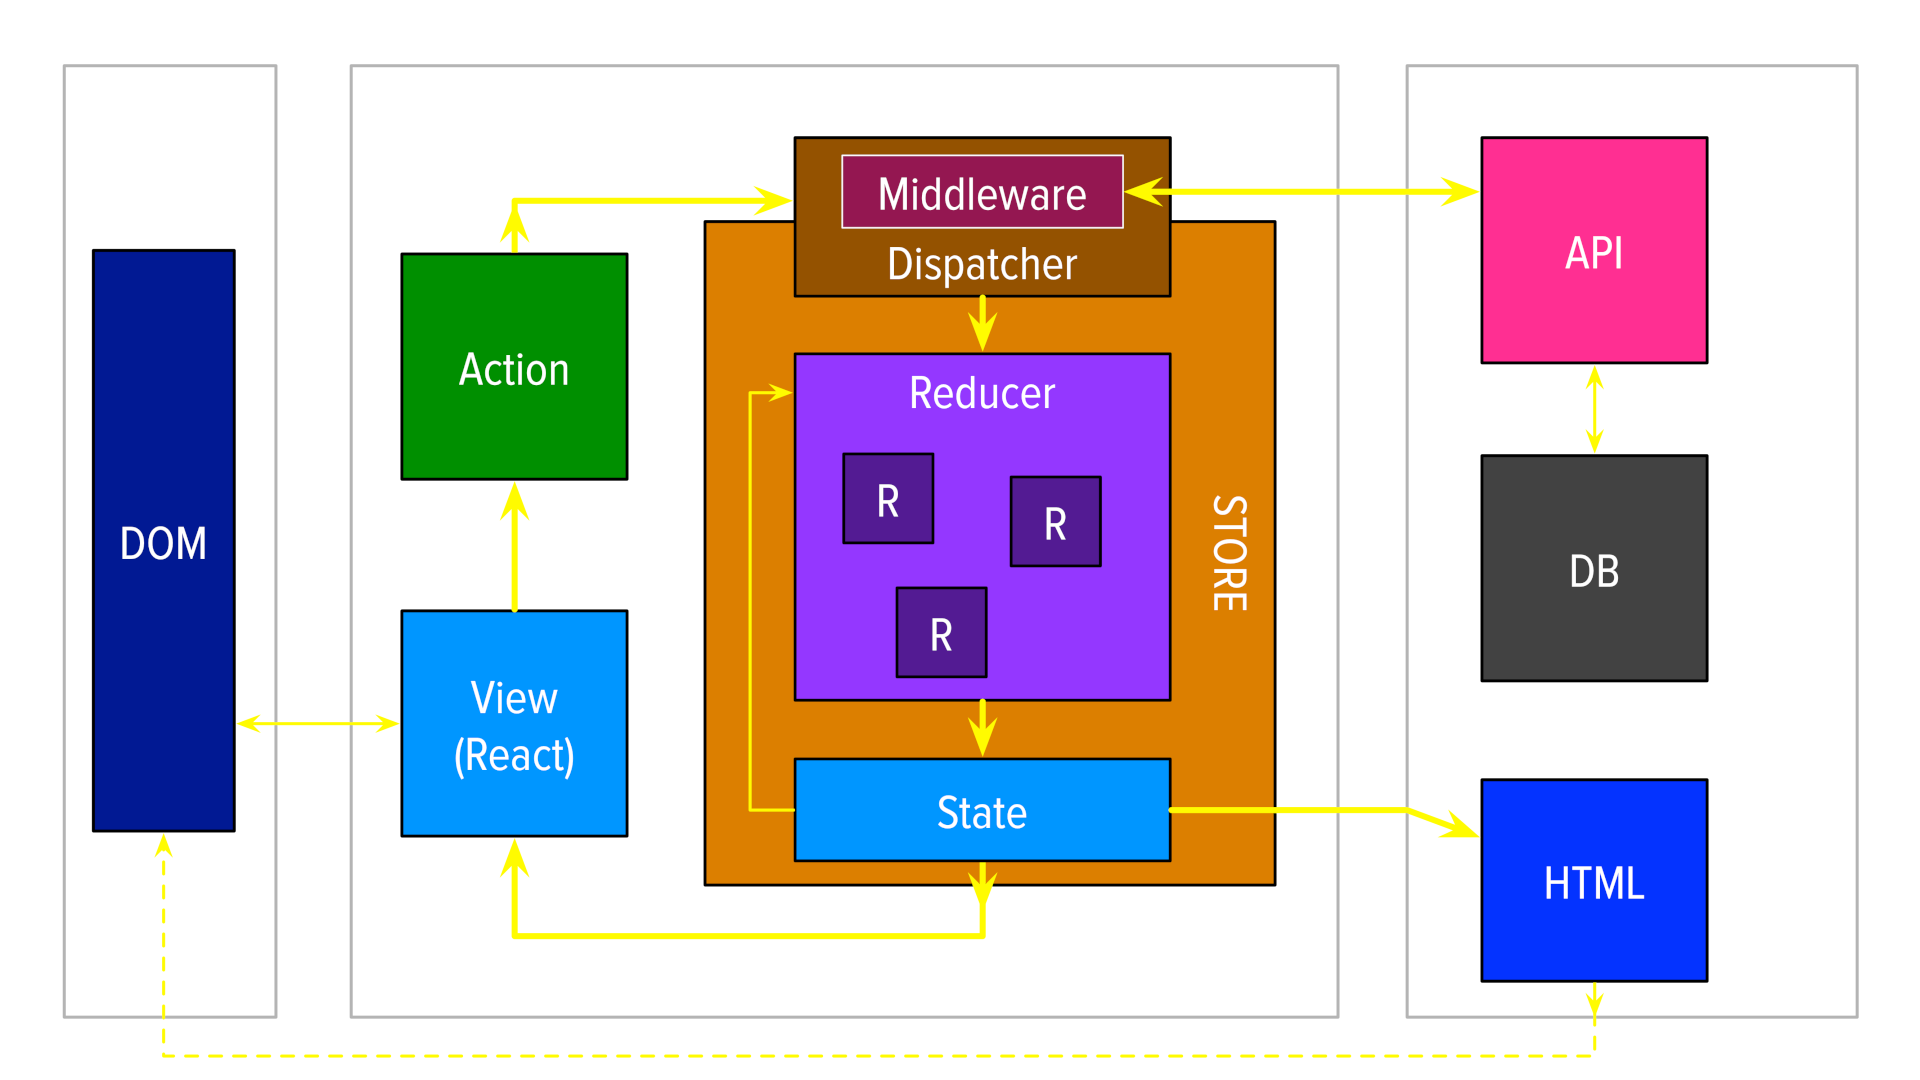 DOM
Action
View
(React)
Middleware
Dispatcher
Reducer
R
R
R
State
STORE
API
DB
HTML